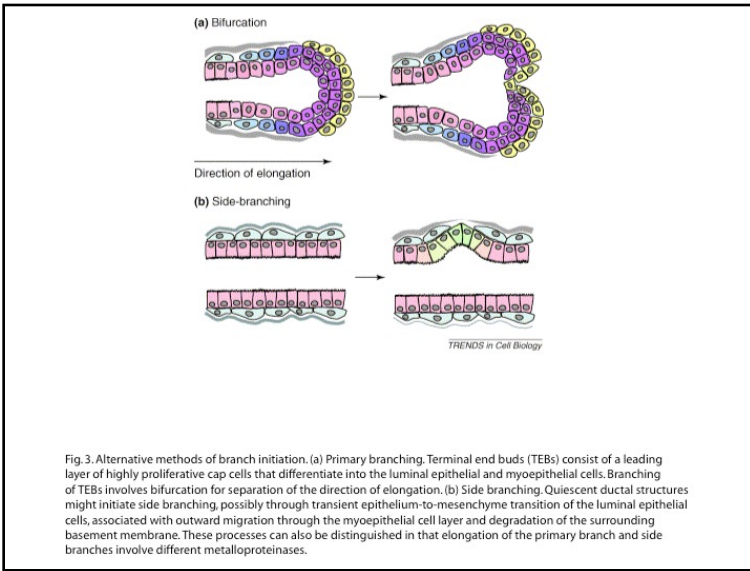 (a) Bifurcation
Direction of elongation
(b) Side-branching
TRENDS in Cell Biology
Fig. 3. Alternative methods of branch initiation. (a) Primary branching. Terminal end buds (TEBs) consist of a leading
layer of highly proliferative cap cells that differentiate into the luminal epithelial and myoepithelial cells. Branching
of TEBs involves bifurcation for separation of the direction of elongation. (b) Side branching. Quiescent ductal structures
might initiate side branching, possibly through transient epithelium-to-mesenchyme transition of the luminal epithelial
cells, associated with outward migration through the myoepithelial cell layer and degradation of the surrounding
basement membrane. These processes can also be distinguished in that elongation of the primary branch and side
branches involve different metalloproteinases.